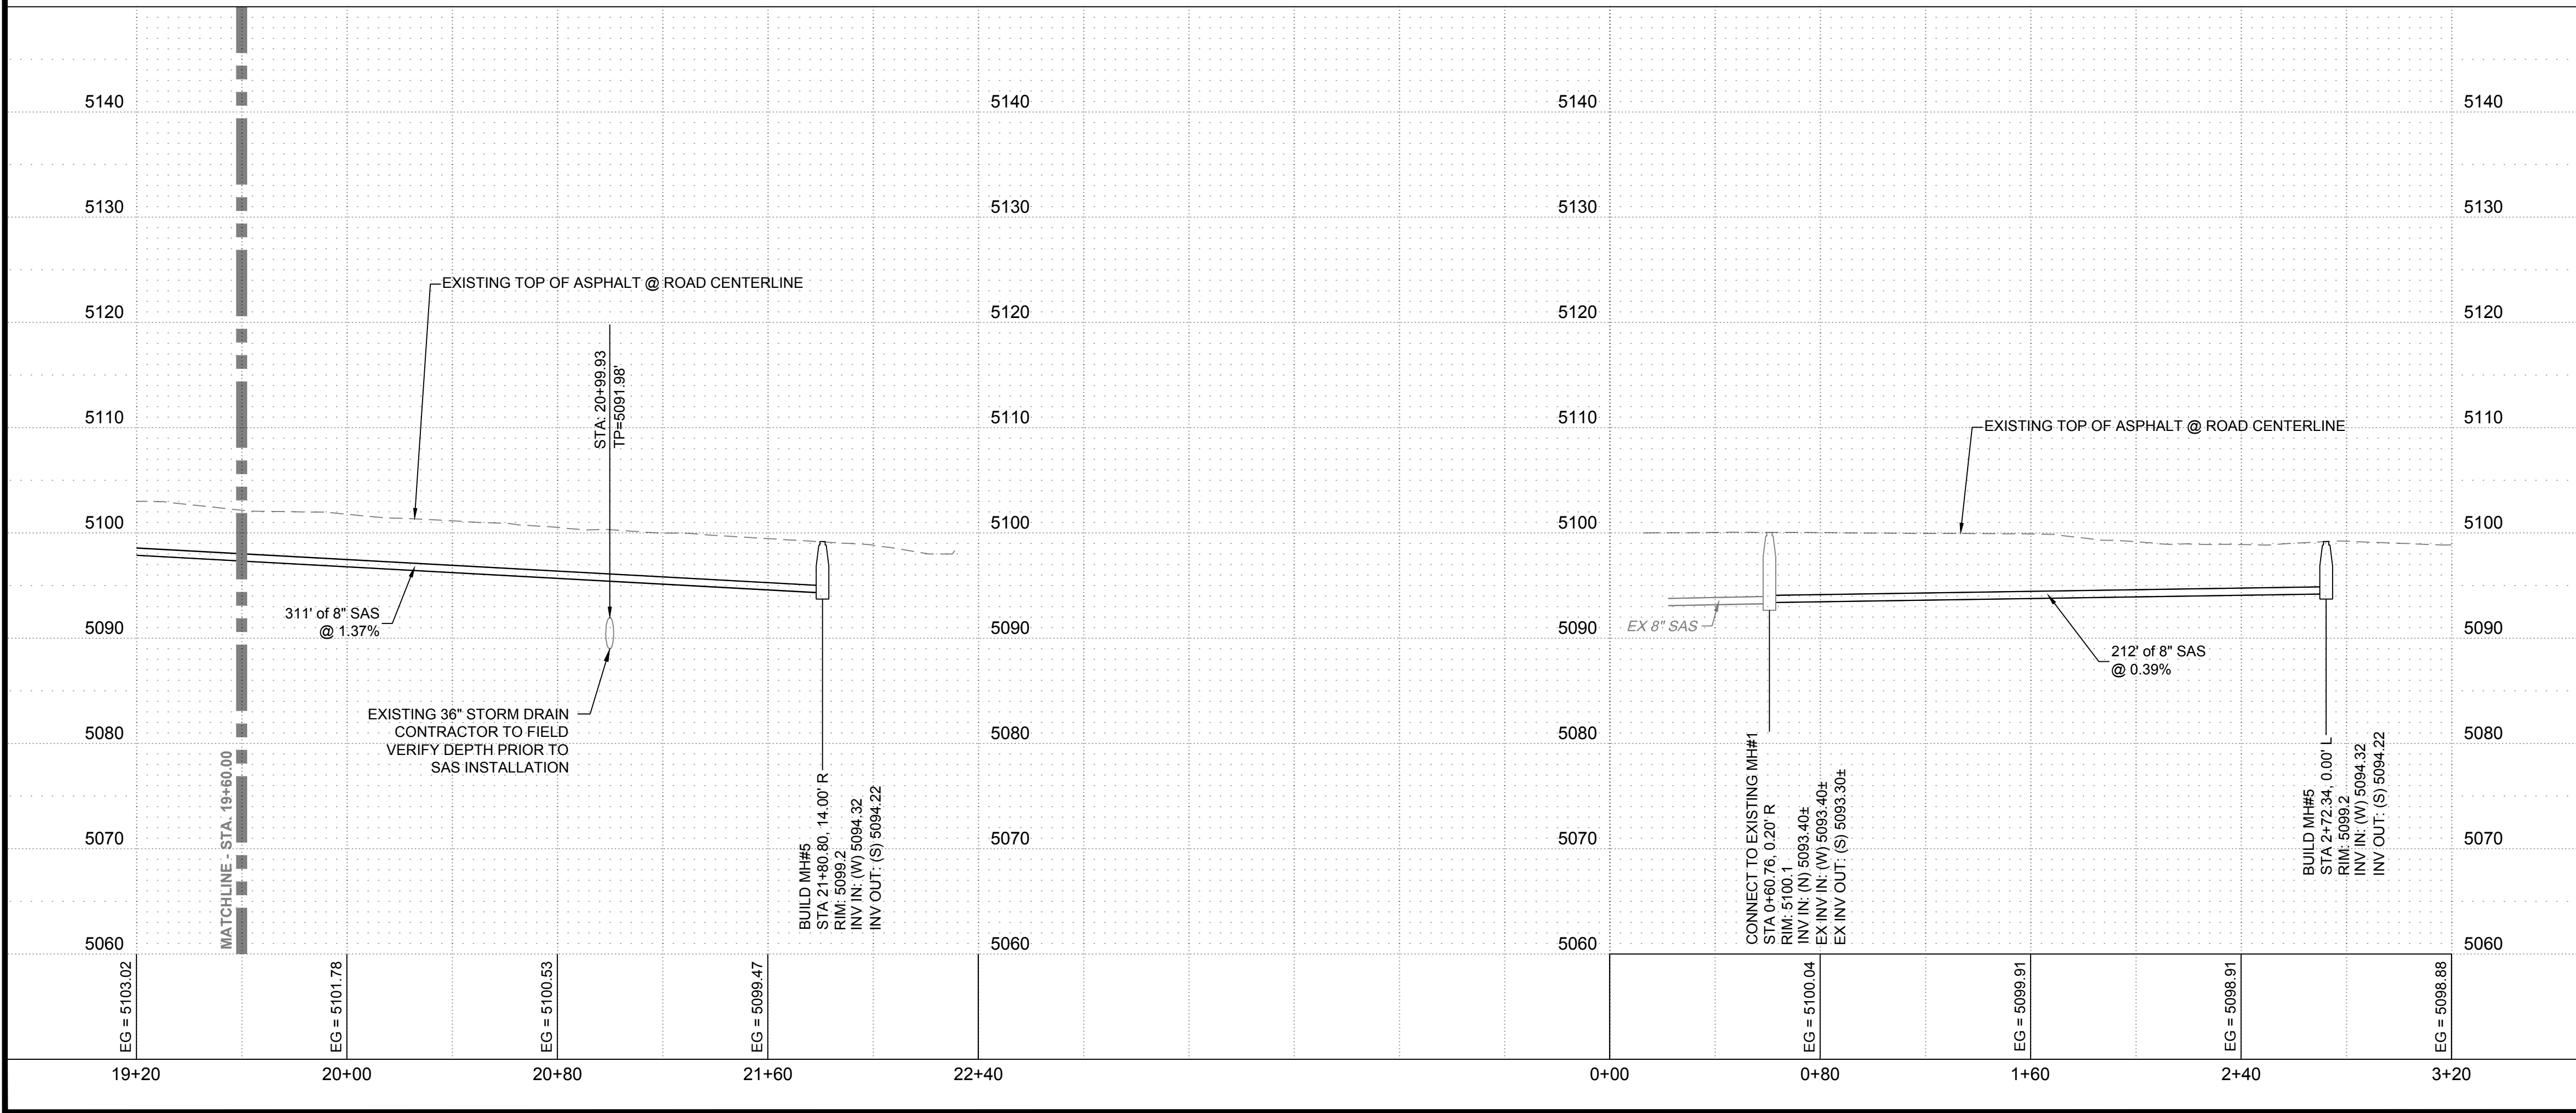 5140
5130
5120
5110
5100
5090
5080
5070
5060
MATCHLINE - STA. 19+60.00
EXISTING TOP OF ASPHALT @ ROAD CENTERLINE
STA: 20+99.93
TP=5091.98'
311' of 8" SAS
@ 1.37%
EXISTING 36" STORM DRAIN
CONTRACTOR TO FIELD
VERIFY DEPTH PRIOR TO
SAS INSTALLATION
BUILD MH#5
STA 21+80.80, 14.00' R
RIM: 5099.2
INV IN: (W) 5094.32
INV OUT: (S) 5094.22
5140
5130
5120
5110
5100
5090
5080
5070
5060
EG = 5103.02
EG = 5101.78
EG = 5100.53
EG = 5099.47
19+20
20+00
20+80
21+60
22+40
5140
5130
5120
5110
5100
5090
5080
5070
5060
EXISTING TOP OF ASPHALT @ ROAD CENTERLINE
EX 8" SAS
212' of 8" SAS
@ 0.39%
CONNECT TO EXISTING MH#1
STA 0+60.76, 0.20' R
RIM: 5100.1
INV IN: (N) 5093.40±
EX INV IN: (W) 5093.40±
EX INV OUT: (S) 5093.30±
BUILD MH#5
STA 2+72.34, 0.00' L
RIM: 5099.2
INV IN: (W) 5094.32
INV OUT: (S) 5094.22
5140
5130
5120
5110
5100
5090
5080
5070
5060
EG = 5100.04
EG = 5099.91
EG = 5098.91
EG = 5098.88
0+00
0+80
1+60
2+40
3+20